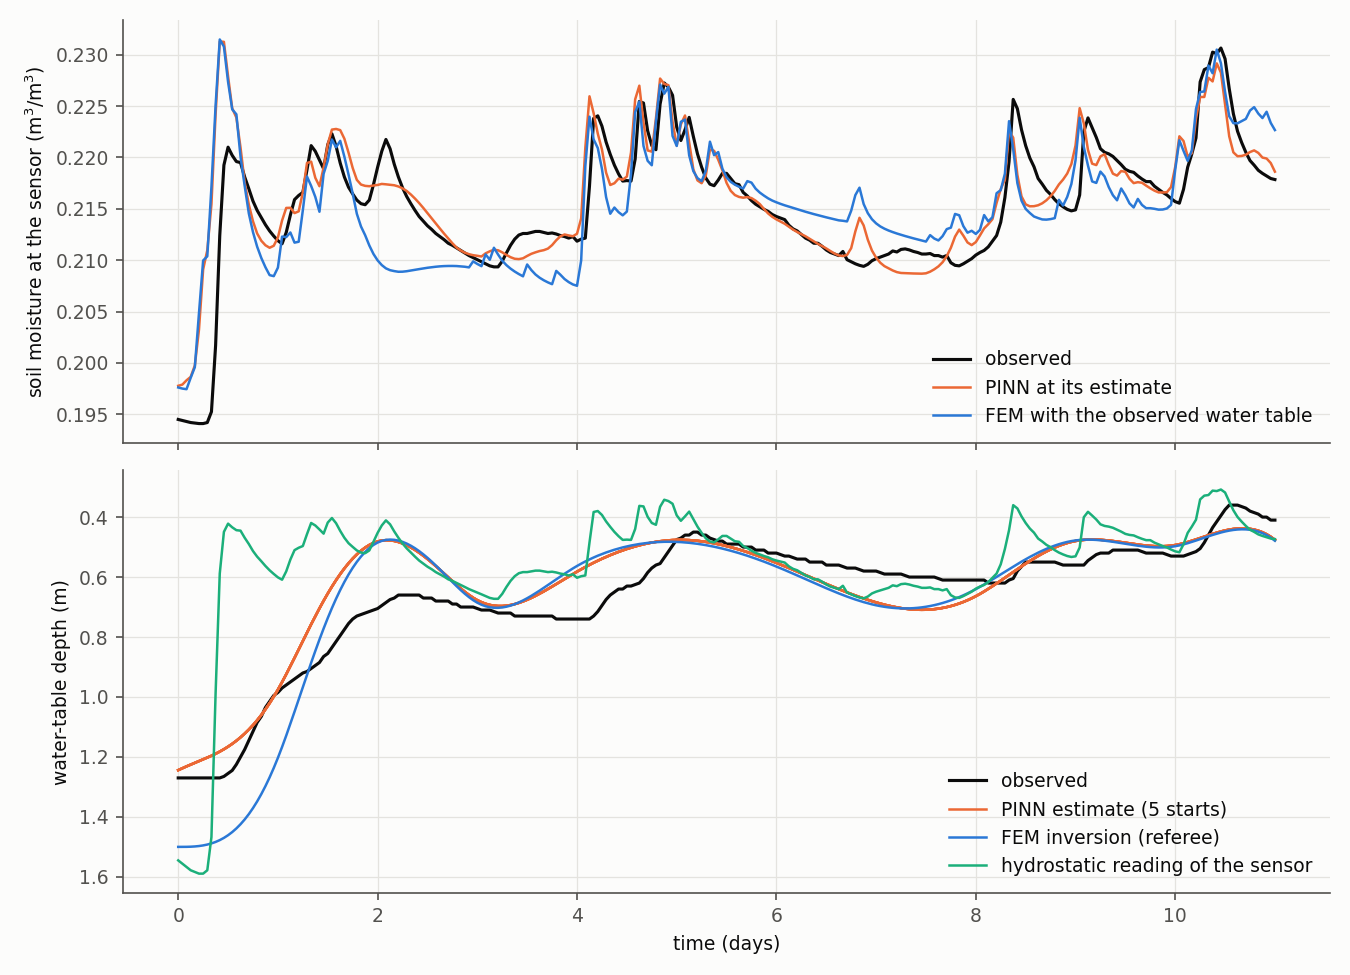 soil moisture at the sensor (m³/m³)
0.230
0.225
0.220
0.215
0.210
0.205
0.200
0.195
observed
PINN at its estimate
FEM with the observed water table
water-table depth (m)
0.4
0.6
0.8
1.0
1.2
1.4
1.6
observed
PINN estimate (5 starts)
FEM inversion (referee)
hydrostatic reading of the sensor
0 2 4 6 8 10
time (days)